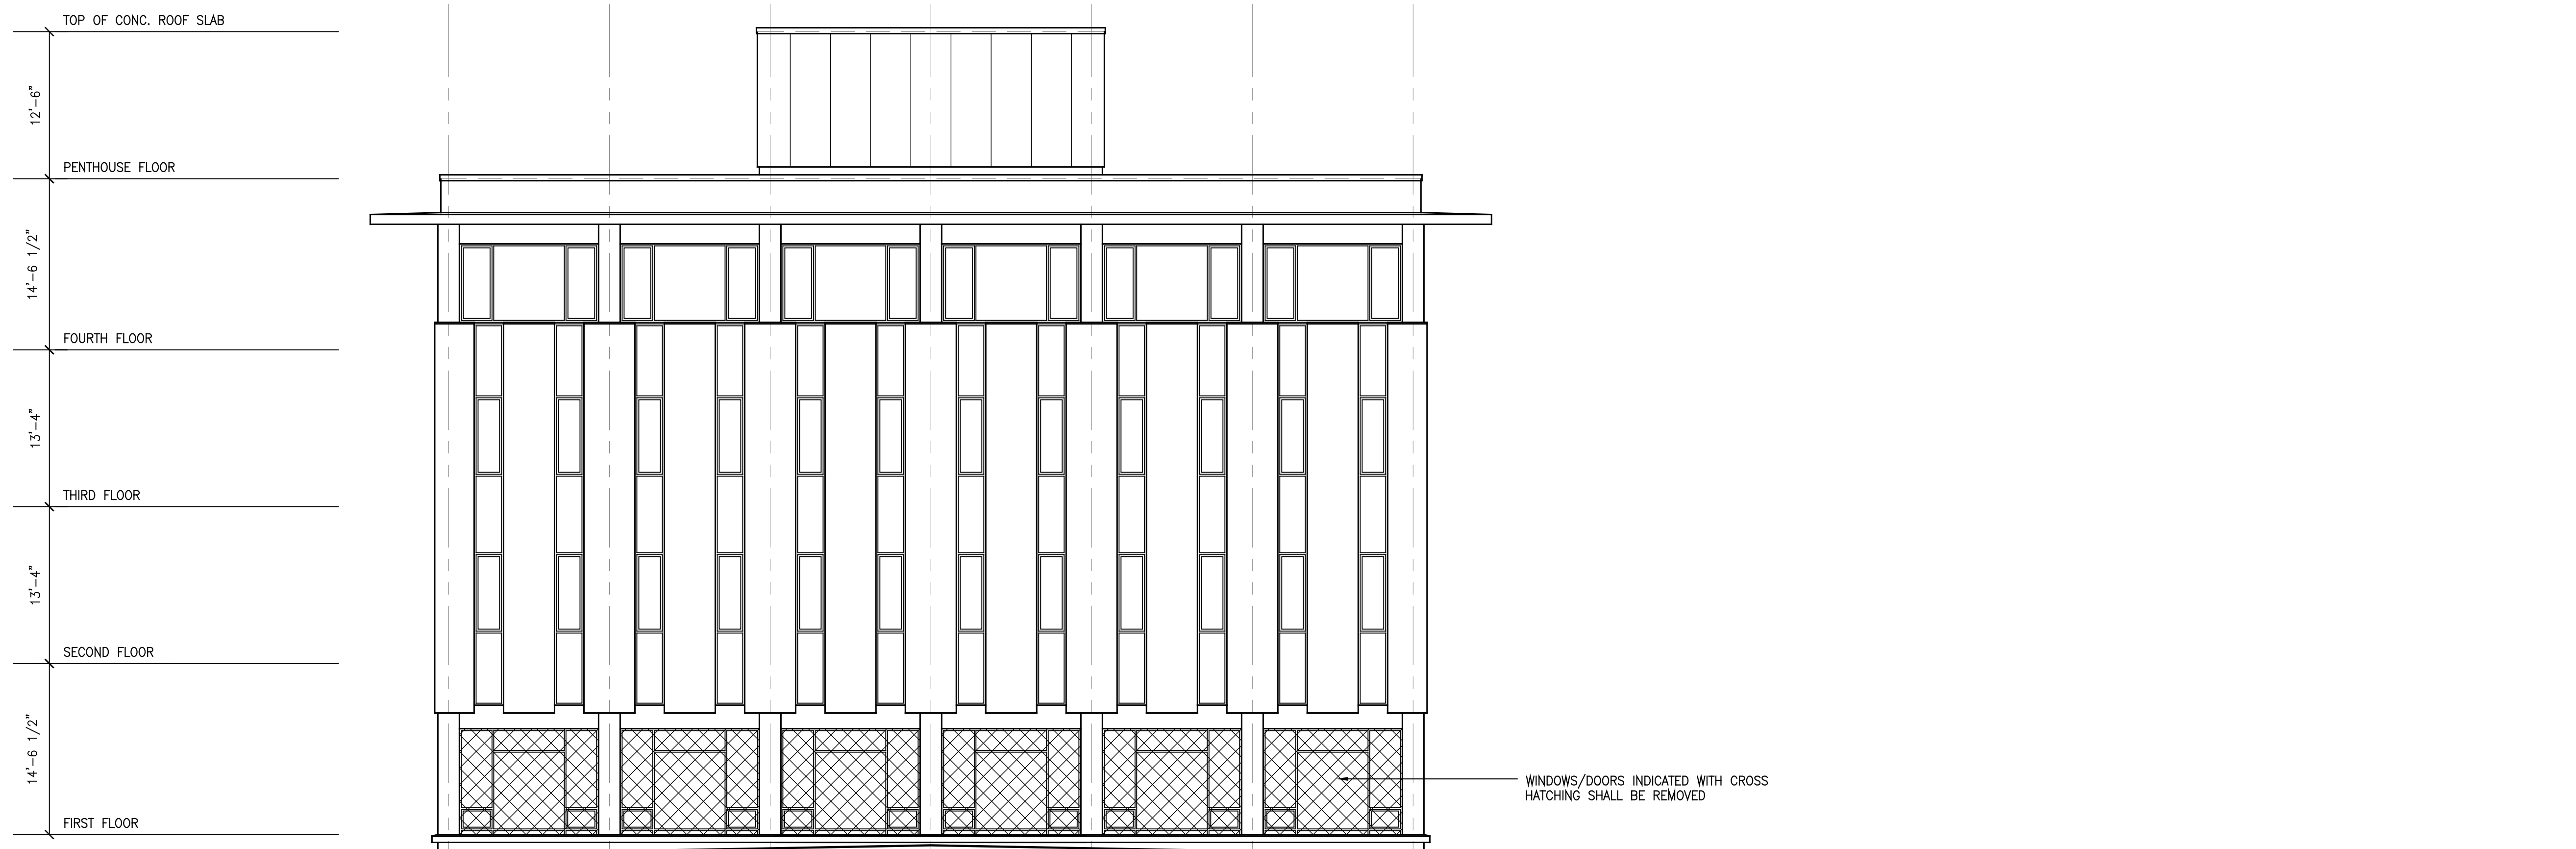 TOP OF CONC. ROOF SLAB
12'-6"
PENTHOUSE FLOOR
14'-6 1/2"
FOURTH FLOOR
13'-4"
THIRD FLOOR
13'-4"
SECOND FLOOR
14'-6 1/2"
WINDOWS/DOORS INDICATED WITH CROSS
HATCHING SHALL BE REMOVED
FIRST FLOOR